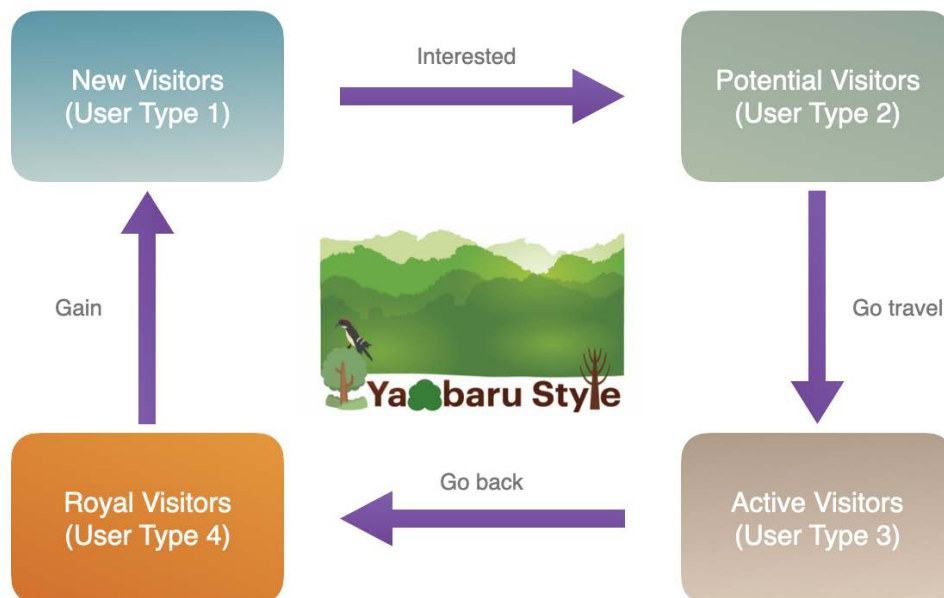 New Visitors
(User Type 1)
Interested
Potential Visitors
(User Type 2)
Gain
Go travel
Yambaru Style
Royal Visitors
(User Type 4)
Go back
Active Visitors
(User Type 3)